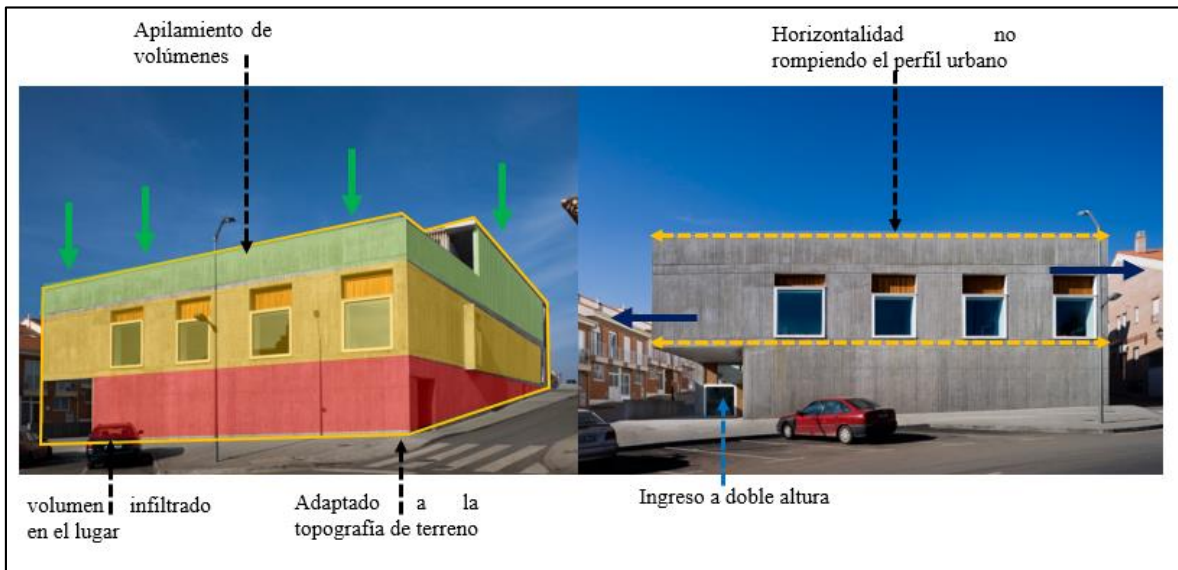 Apilamiento de
volúmenes
Horizontalidad no
rompiendo el perfil urbano
volumen infiltrado
en el lugar
Adaptado a la
topografía de terreno
Ingreso a doble altura